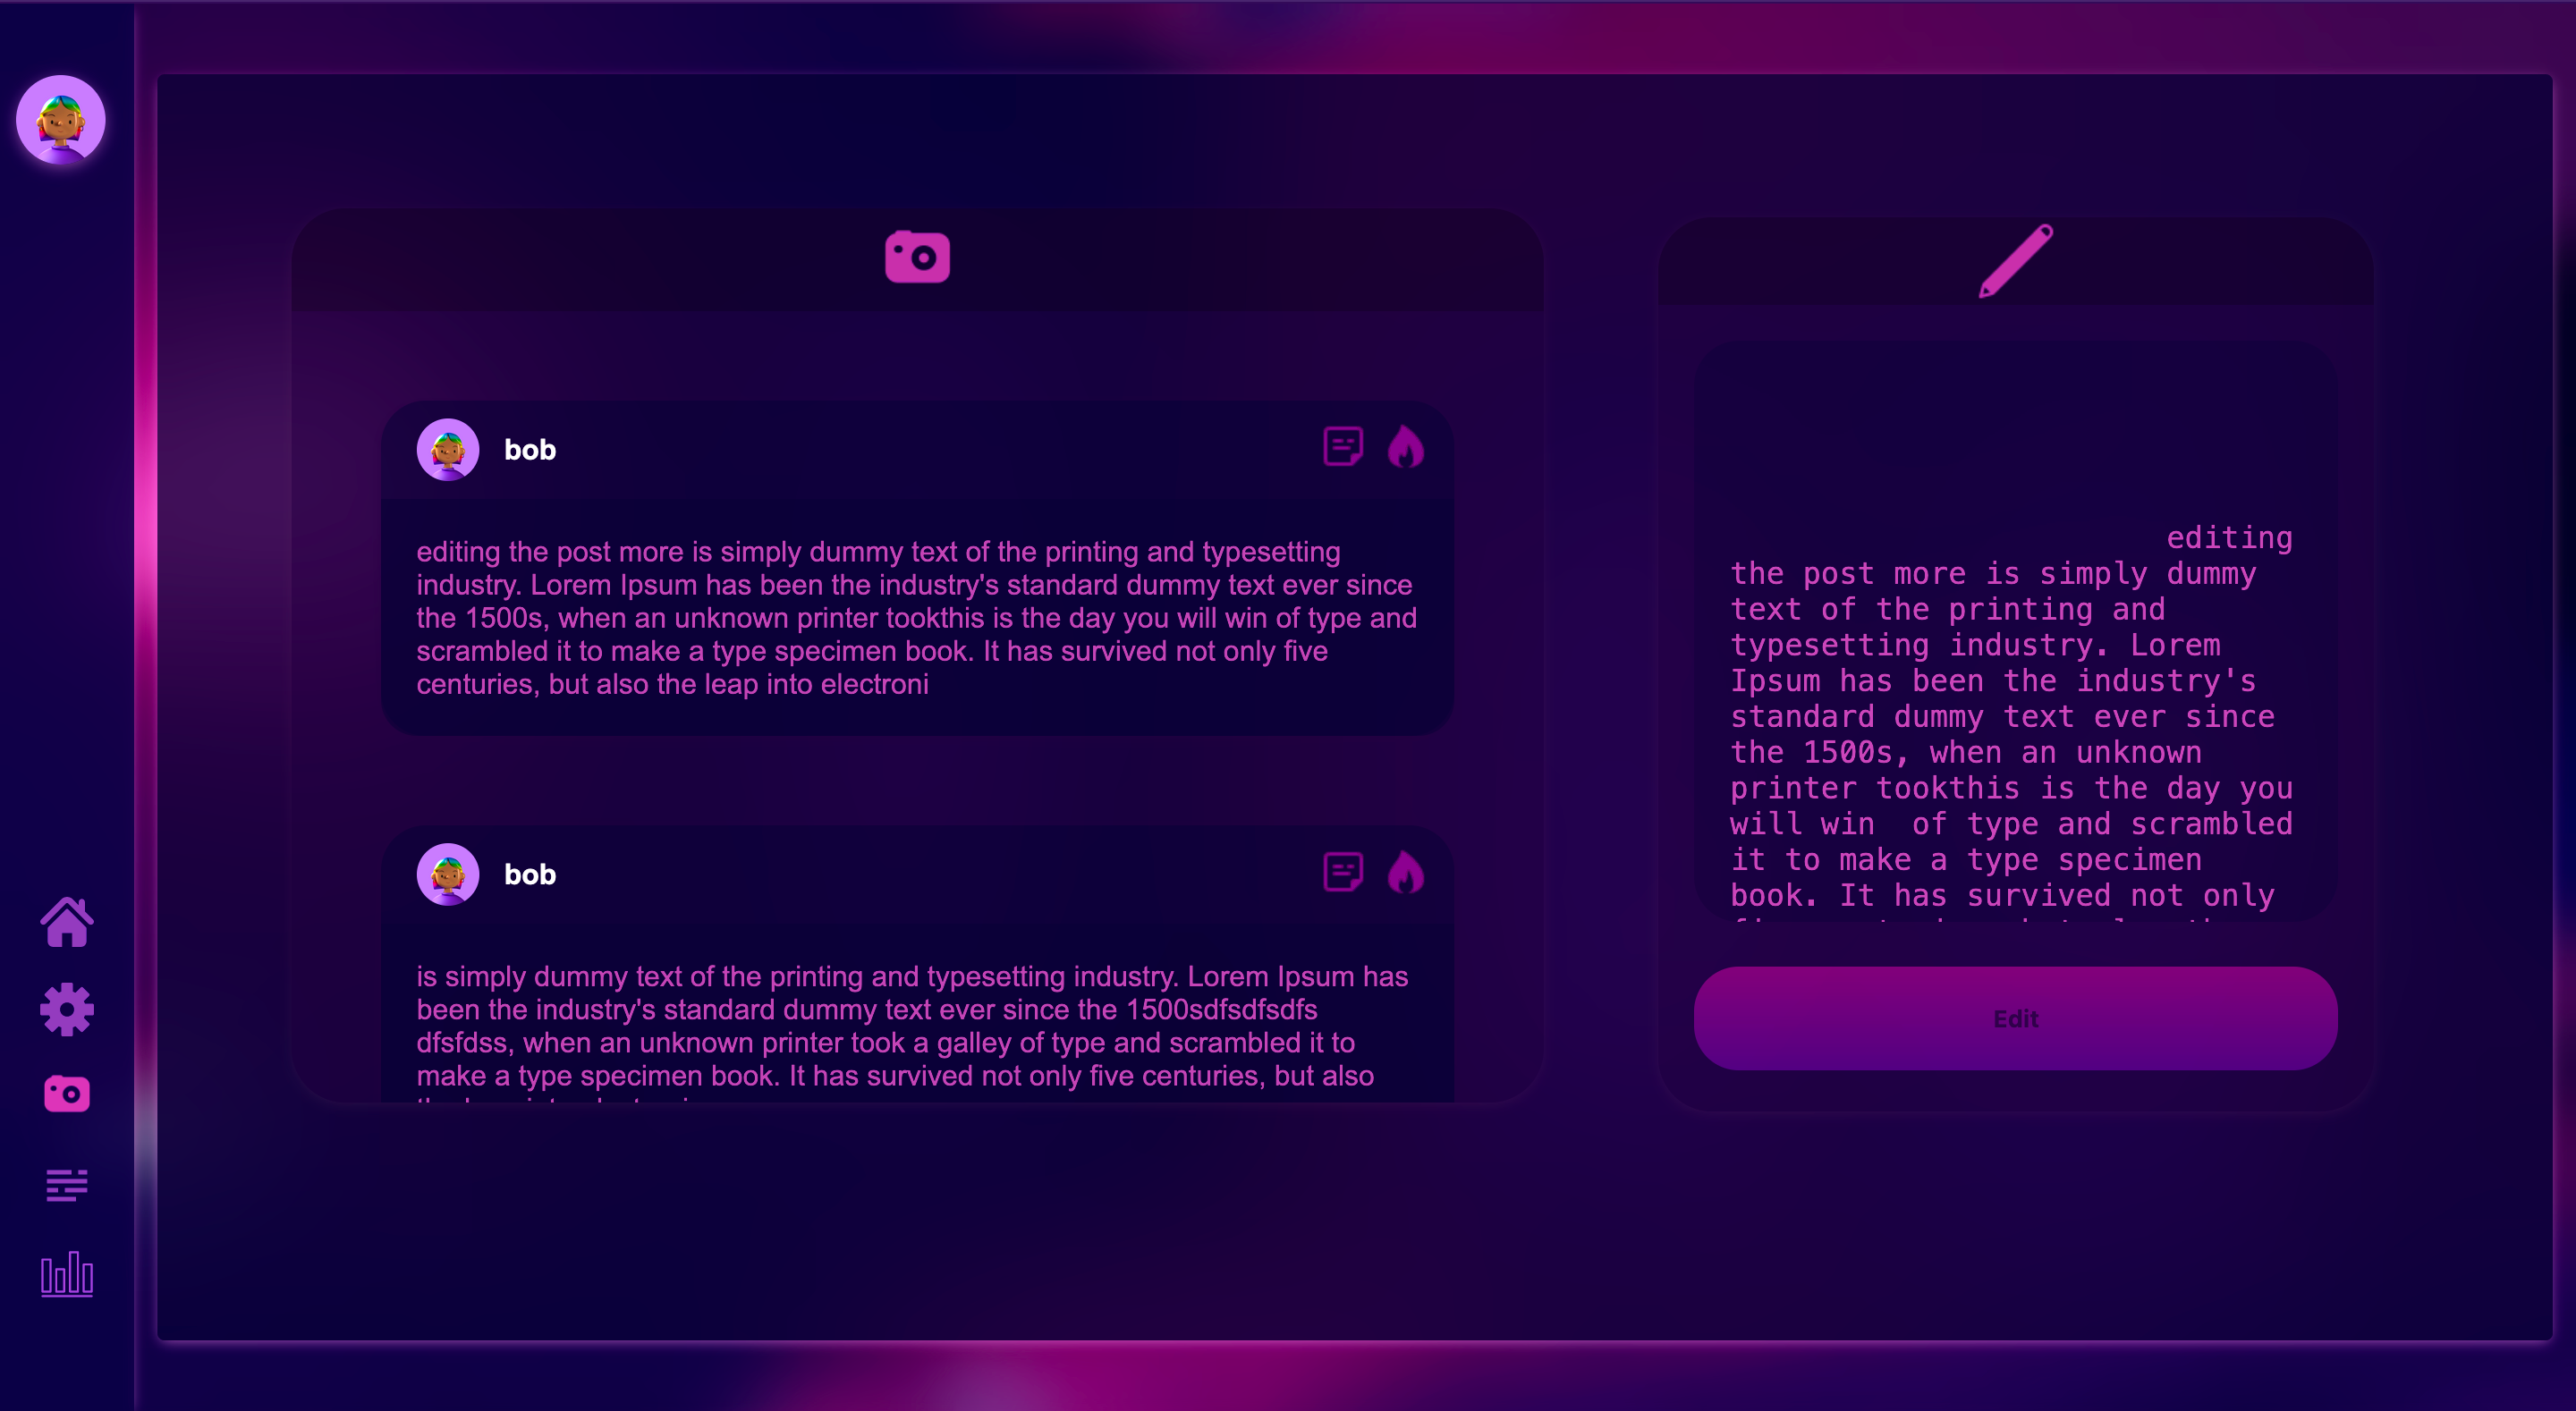 bob
editing the post more is simply dummy text of the printing and typesetting
industry. Lorem Ipsum has been the industry's standard dummy text ever since
the 1500s, when an unknown printer tookthis is the day you will win of type and
scrambled it to make a type specimen book. It has survived not only five
centuries, but also the leap into electroni
bob
is simply dummy text of the printing and typesetting industry. Lorem Ipsum has
been the industry's standard dummy text ever since the 1500sdfsdfsdfs
dfsfdss, when an unknown printer took a galley of type and scrambled it to
make a type specimen book. It has survived not only five centuries, but also
editing
the post more is simply dummy
text of the printing and
typesetting industry. Lorem
Ipsum has been the industry's
standard dummy text ever since
the 1500s, when an unknown
printer tookthis is the day you
will win  of type and scrambled
it to make a type specimen
book. It has survived not only
Edit